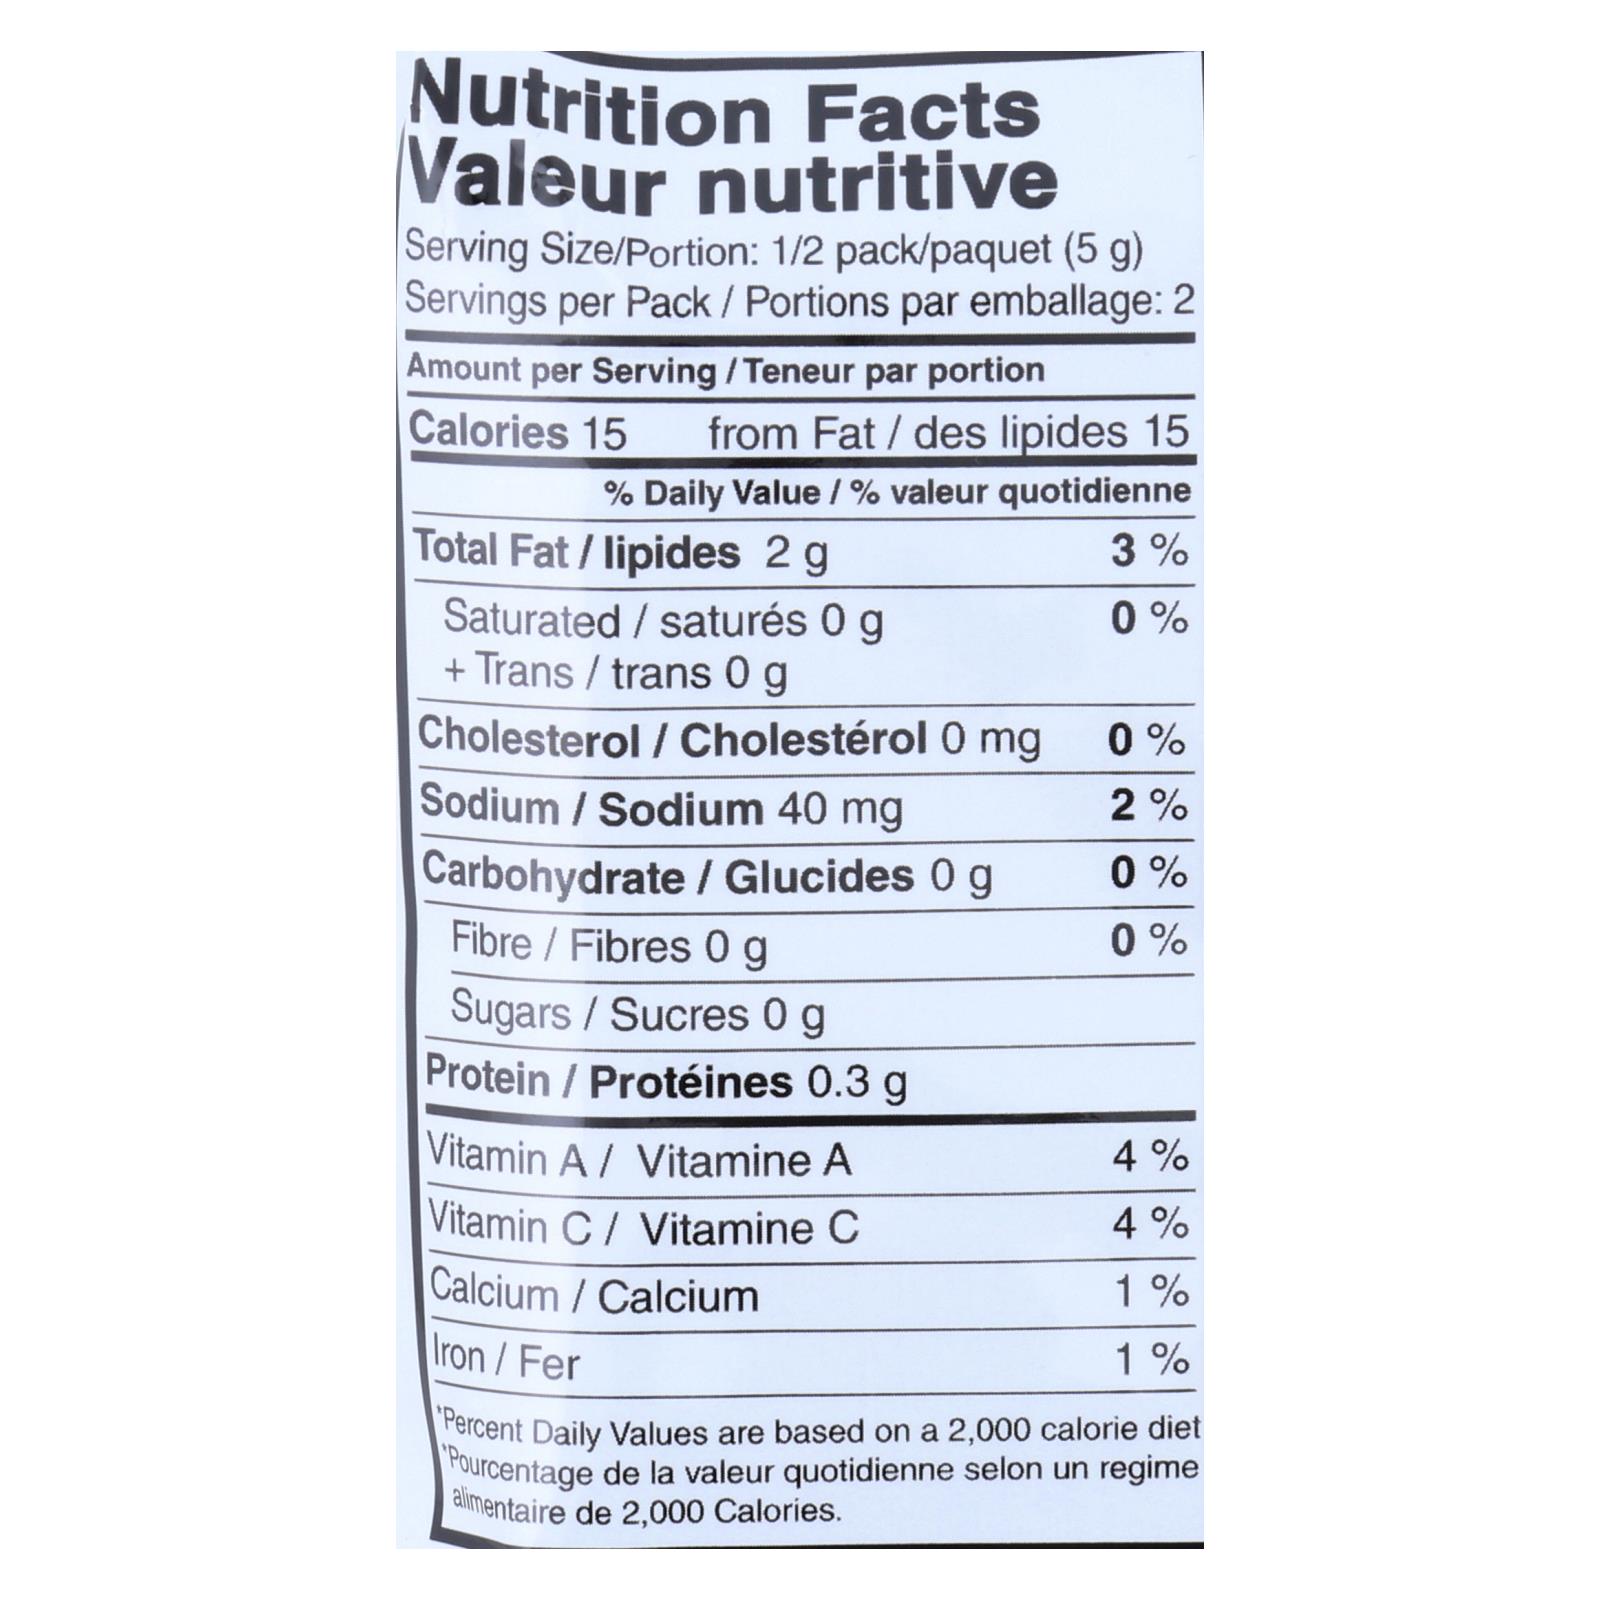 Nutrition Facts
Valeur nutritive
Serving Size/Portion: 1/2 pack/paquet (5 g)
Servings per Pack / Portions par emballage: 2
Amount per Serving / Teneur par portion
Calories 15 from Fat / des lipides 15
% Daily Value / % valeur quotidienne
Total Fat / lipides 2 g 3 %
Saturated / saturés 0 g 0 %
+ Trans / trans 0 g
Cholesterol / Cholestérol 0 mg 0 %
Sodium / Sodium 40 mg 2 %
Carbohydrate / Glucides 0 g 0 %
Fibre / Fibres 0 g 0 %
Sugars / Sucres 0 g
Protein / Protéines 0.3 g
Vitamin A / Vitamine A 4 %
Vitamin C / Vitamine C 4 %
Calcium / Calcium 1 %
Iron / Fer 1 %
*Percent Daily Values are based on a 2,000 calorie diet
*Pourcentage de la valeur quotidienne selon un regime
alimentaire de 2,000 Calories.